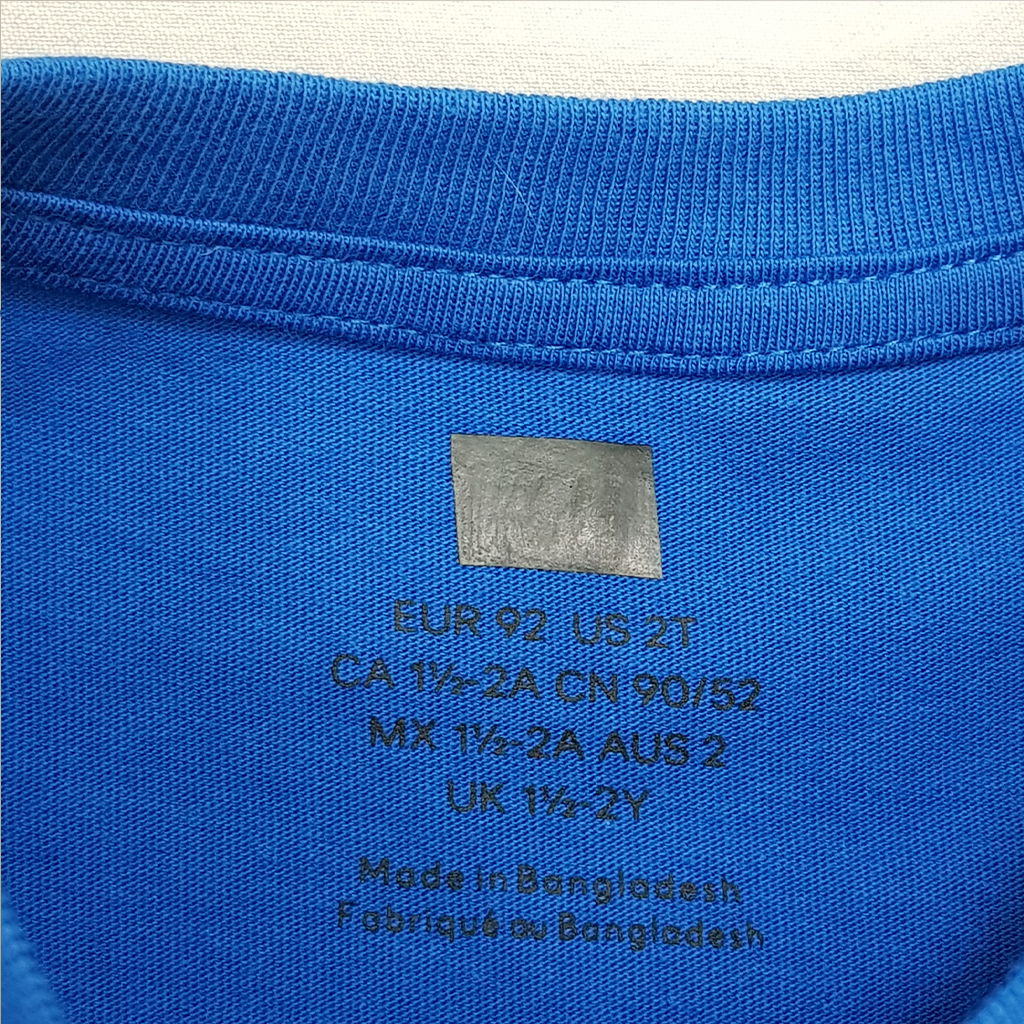 EUR 92 US 2T
CA 1½-2A CN 90/52
MX 1½-2A AUS 2
UK 1½-2Y
Made in Bangladesh
Fabriqué au Bangladesh